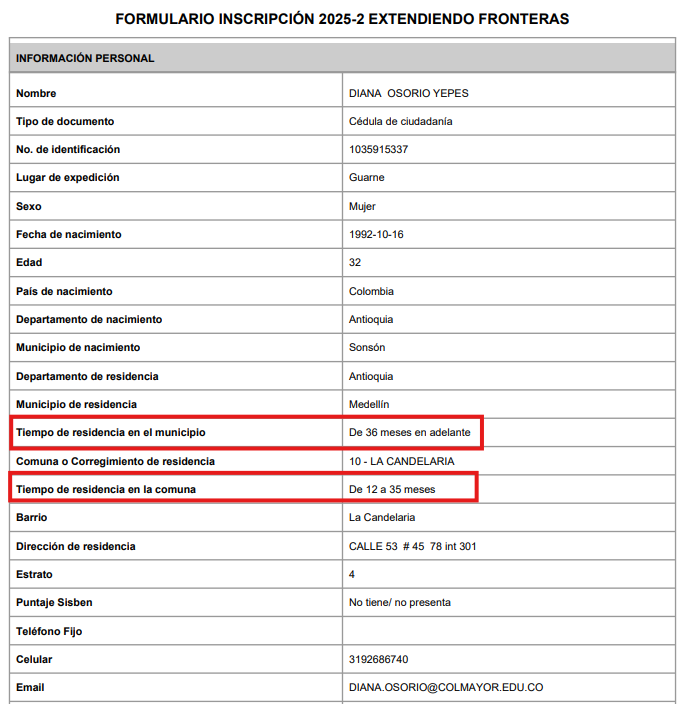 FORMULARIO INSCRIPCIÓN 2025-2 EXTENDIENDO FRONTERAS
INFORMACIÓN PERSONAL
Nombre DIANA OSORIO YEPES
Tipo de documento Cédula de ciudadanía
No. de identificación 1035915337
Lugar de expedición Guarne
Sexo Mujer
Fecha de nacimiento 1992-10-16
Edad 32
País de nacimiento Colombia
Departamento de nacimiento Antioquia
Municipio de nacimiento Sonsón
Departamento de residencia Antioquia
Municipio de residencia Medellín
Tiempo de residencia en el municipio De 36 meses en adelante
Comuna o Corregimiento de residencia 10 - LA CANDELARIA
Tiempo de residencia en la comuna De 12 a 35 meses
Barrio La Candelaria
Dirección de residencia CALLE 53 # 45 78 int 301
Estrato 4
Puntaje Sisben No tiene/ no presenta
Teléfono Fijo
Celular 3192686740
Email DIANA.OSORIO@COLMAYOR.EDU.CO